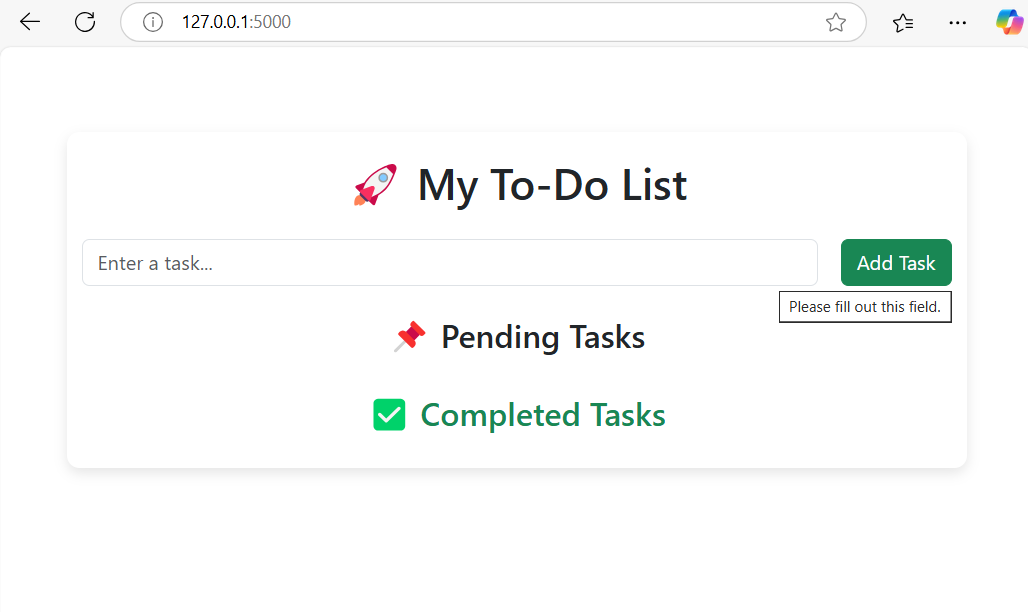 127.0.0.1:5000
🚀 My To-Do List
Enter a task...
Add Task
Please fill out this field.
📌 Pending Tasks
✅ Completed Tasks